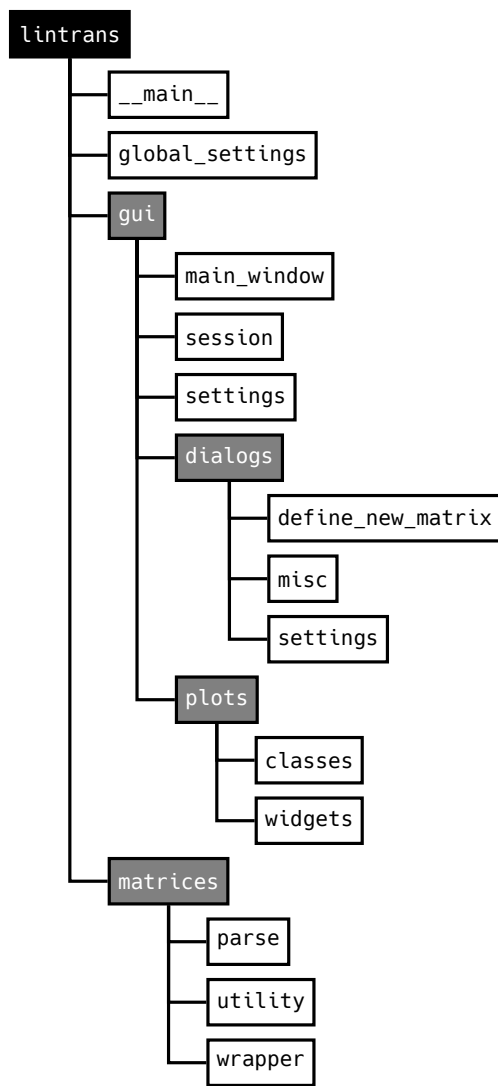 lintrans
__main__
global_settings
gui
main_window
session
settings
dialogs
define_new_matrix
misc
settings
plots
classes
widgets
matrices
parse
utility
wrapper